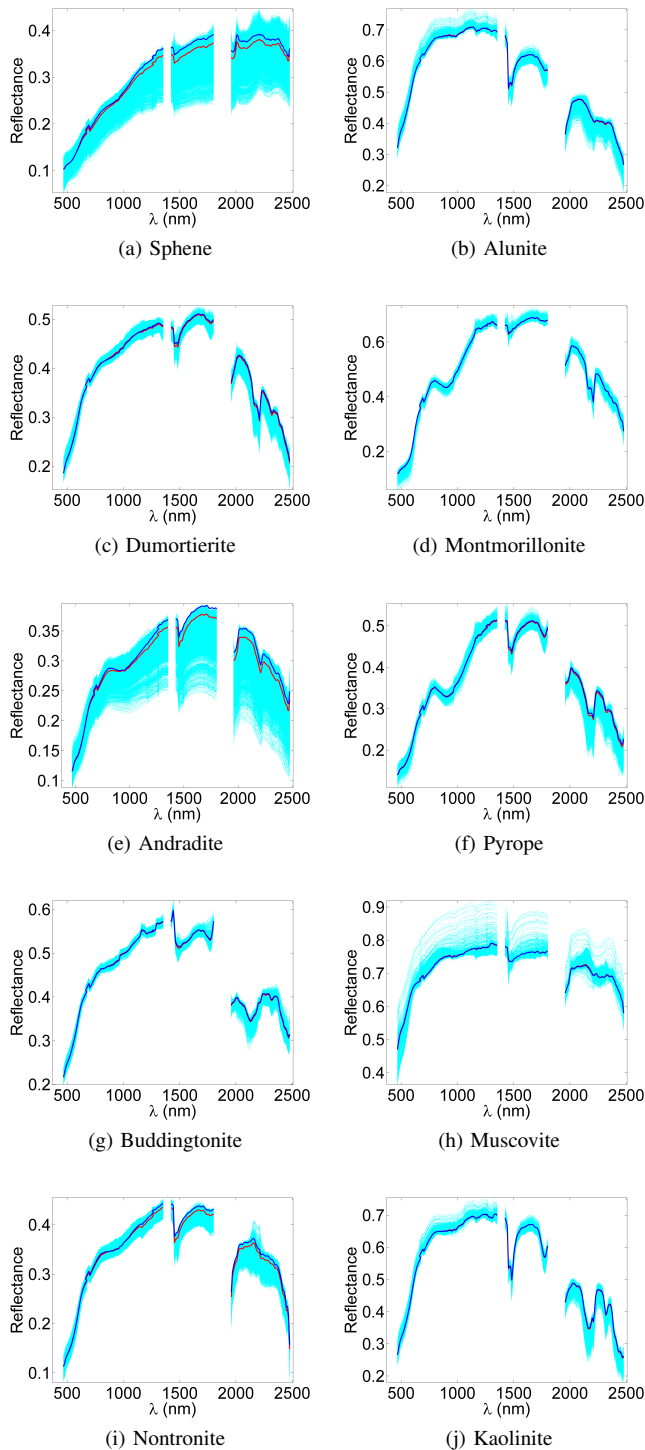 Reflectance
0.4
0.3
0.2
0.1
500 1000 1500 2000 2500
λ (nm)
(a) Sphene
Reflectance
0.7
0.6
0.5
0.4
0.3
0.2
500 1000 1500 2000 2500
λ (nm)
(b) Alunite
Reflectance
0.5
0.4
0.3
0.2
500 1000 1500 2000 2500
λ (nm)
(c) Dumortierite
Reflectance
0.6
0.4
0.2
500 1000 1500 2000 2500
λ (nm)
(d) Montmorillonite
Reflectance
0.35
0.3
0.25
0.2
0.15
0.1
500 1000 1500 2000 2500
λ (nm)
(e) Andradite
Reflectance
0.5
0.4
0.3
0.2
500 1000 1500 2000 2500
λ (nm)
(f) Pyrope
Reflectance
0.6
0.5
0.4
0.3
0.2
500 1000 1500 2000 2500
λ (nm)
(g) Buddingtonite
Reflectance
0.9
0.8
0.7
0.6
0.5
0.4
500 1000 1500 2000 2500
λ (nm)
(h) Muscovite
Reflectance
0.4
0.3
0.2
0.1
500 1000 1500 2000 2500
λ (nm)
(i) Nontronite
Reflectance
0.7
0.6
0.5
0.4
0.3
0.2
500 1000 1500 2000 2500
λ (nm)
(j) Kaolinite